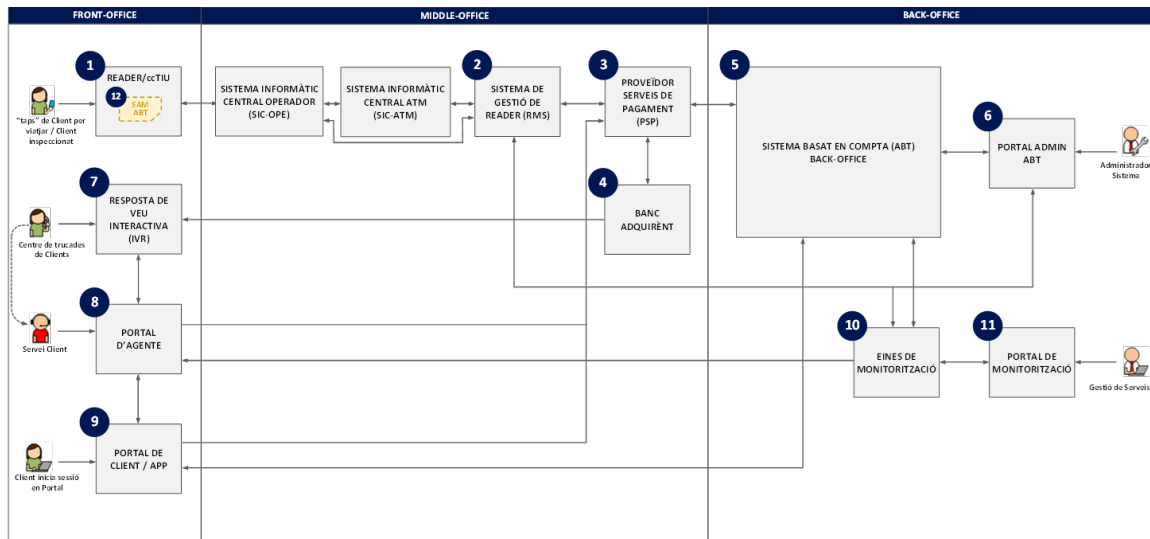 FRONT-OFFICE
MIDDLE-OFFICE
BACK-OFFICE
1
READER/ccTIU
12
SAM
ABT
"taps" de Client per
viatjar / Client
inspeccionat
SISTEMA INFORMÀTIC
CENTRAL OPERADOR
(SIC-OPE)
SISTEMA INFORMÀTIC
CENTRAL ATM
(SIC-ATM)
2
SISTEMA DE
GESTIÓ DE
READER (RMS)
3
PROVEÏDOR
SERVEIS DE
PAGAMENT
(PSP)
4
BANC
ADQUIRÈNT
5
SISTEMA BASAT EN COMPTA (ABT)
BACK-OFFICE
6
PORTAL ADMIN
ABT
Administrador
Sistema
7
RESPOSTA DE
VEU
INTERACTIVA
(IVR)
Centre de trucades
de Clients
8
PORTAL
D'AGENTE
Servei Client
9
PORTAL DE
CLIENT / APP
Client inicia sessió
en Portal
10
EINES DE
MONITORITZACIÓ
11
PORTAL DE
MONITORITZACIÓ
Gestió de Serveis